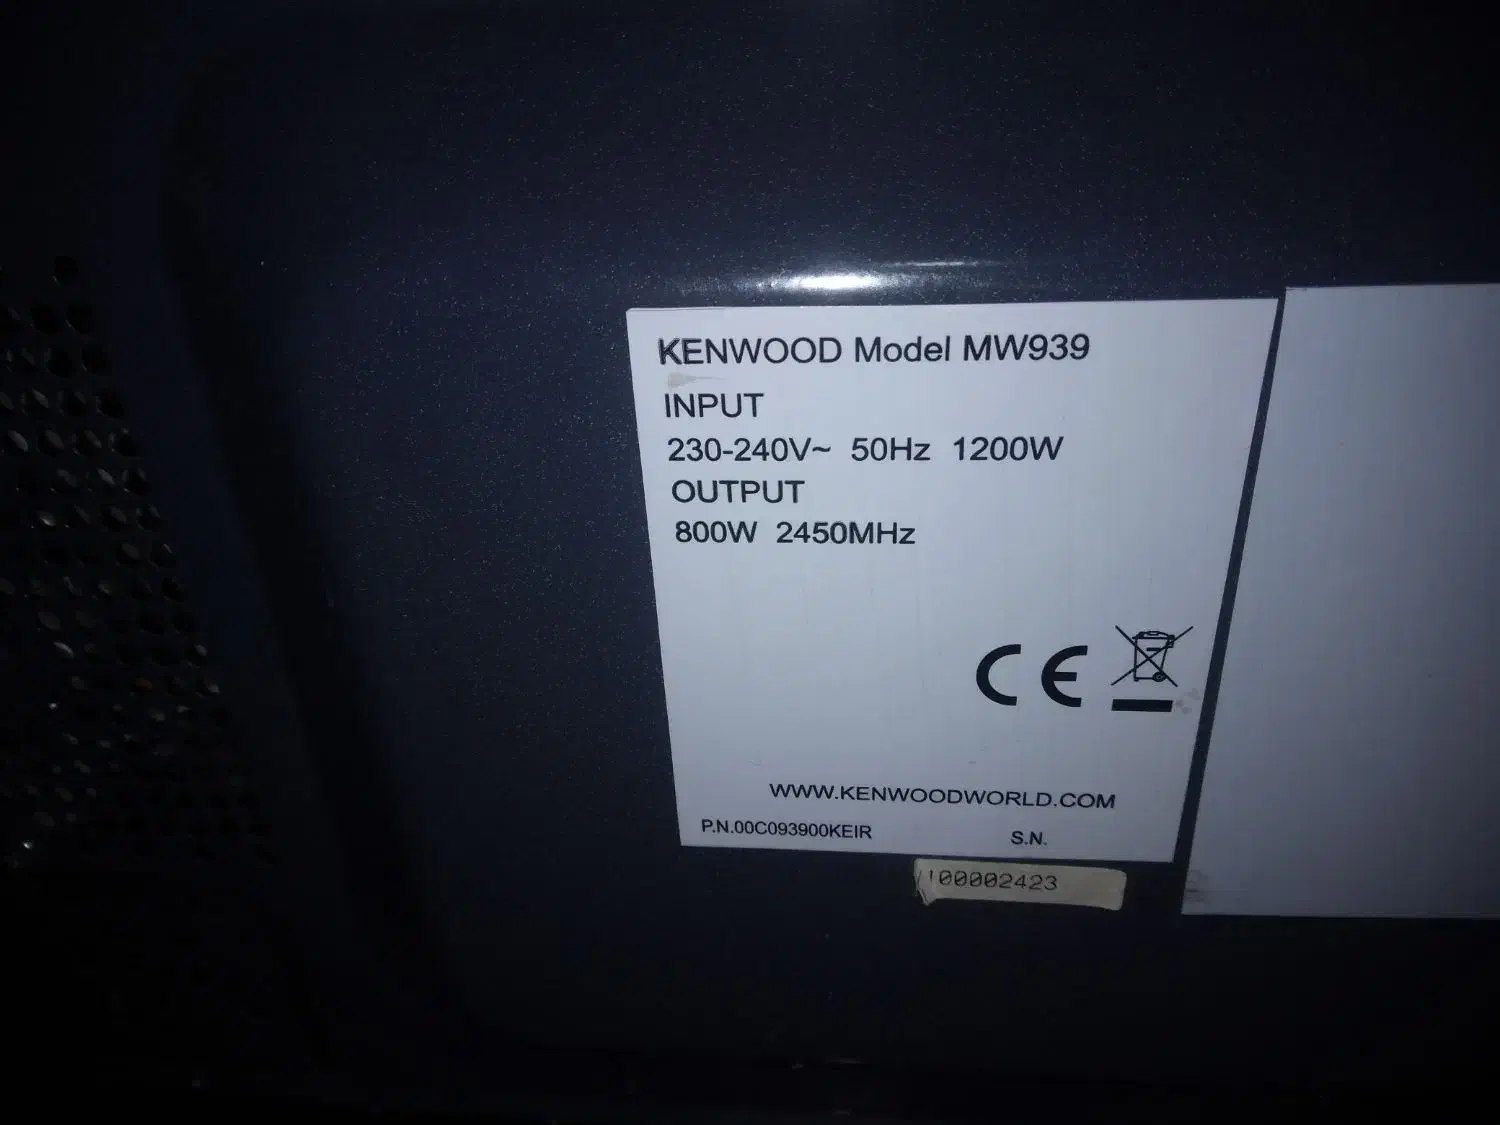 KENWOOD Model MW939
INPUT
230-240V~ 50Hz 1200W
OUTPUT
800W 2450MHz
CE
WWW.KENWOODWORLD.COM
P.N.00C093900KEIR S.N.
100002423